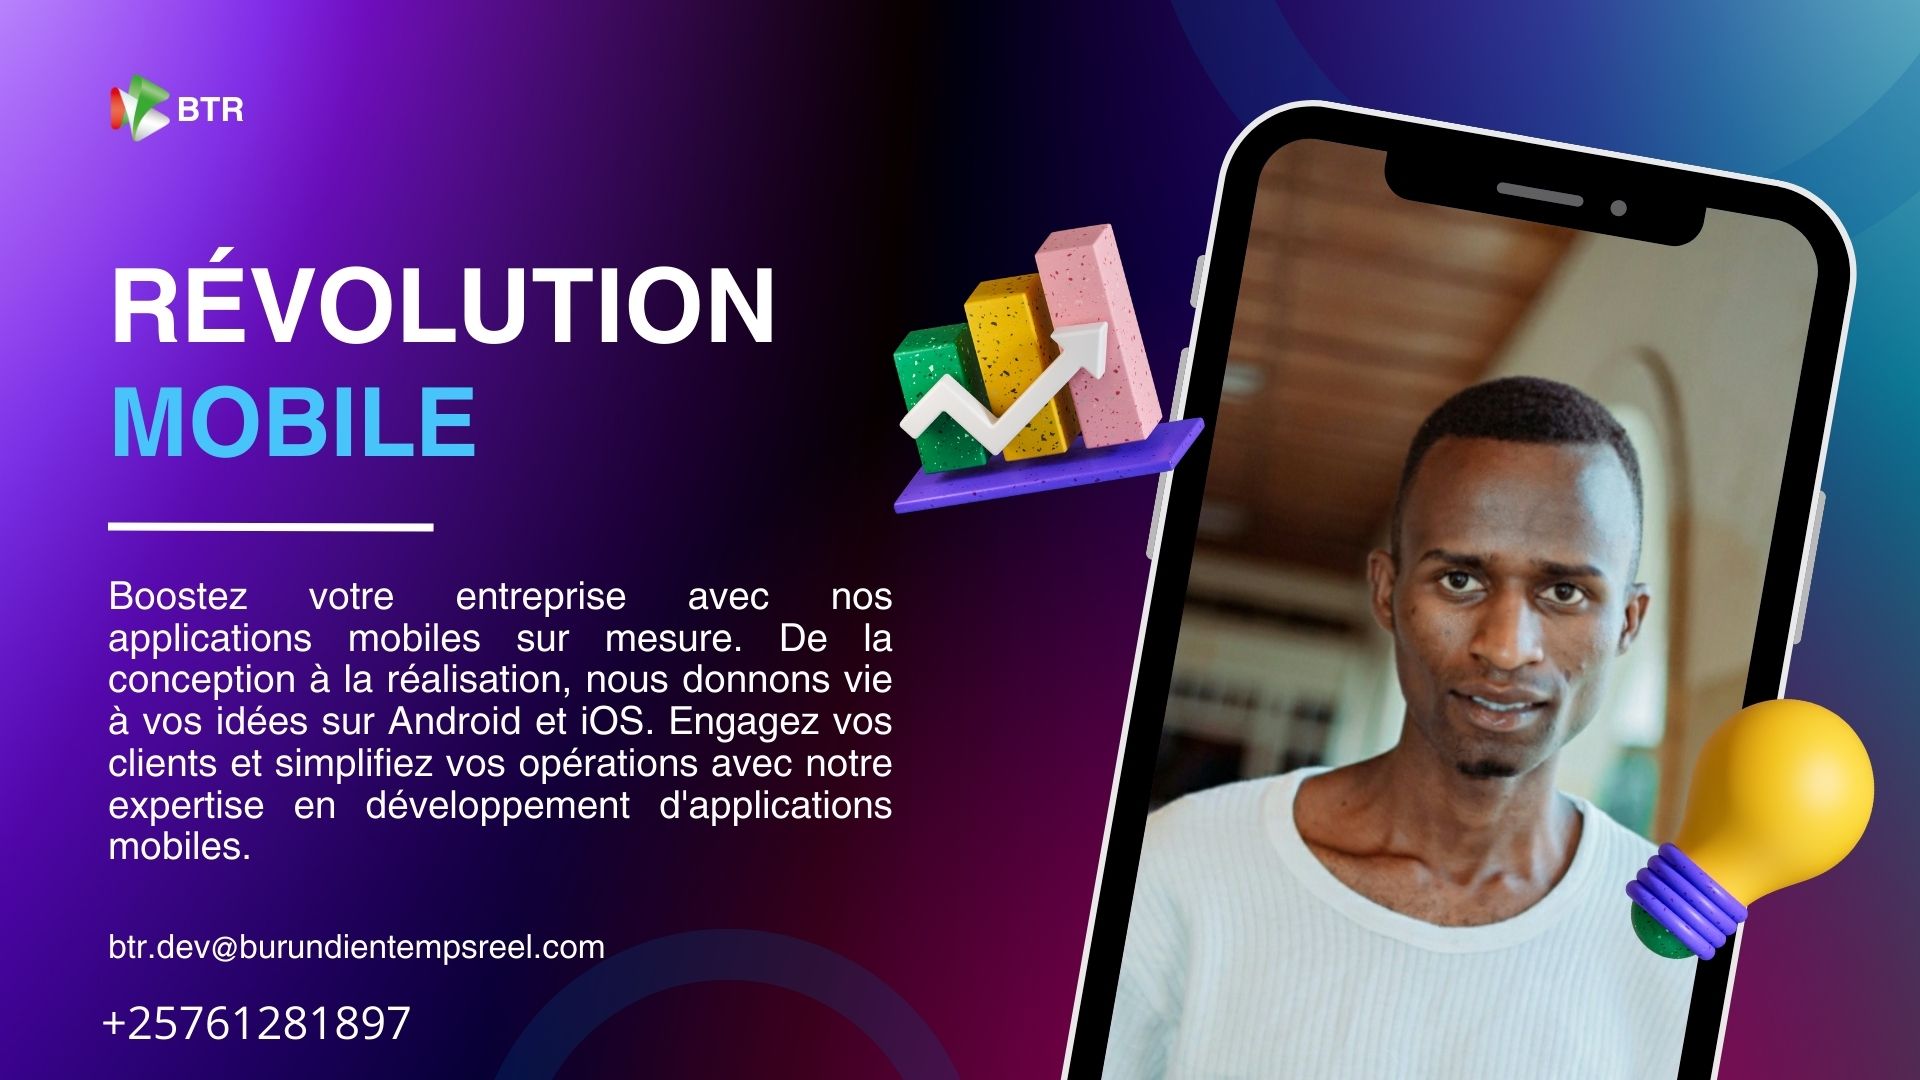 BTR
RÉVOLUTION
MOBILE
Boostez votre entreprise avec nos
applications mobiles sur mesure. De la
conception à la réalisation, nous donnons vie
à vos idées sur Android et iOS. Engagez vos
clients et simplifiez vos opérations avec notre
expertise en développement d'applications
mobiles.
btr.dev@burundientempsreel.com
+25761281897